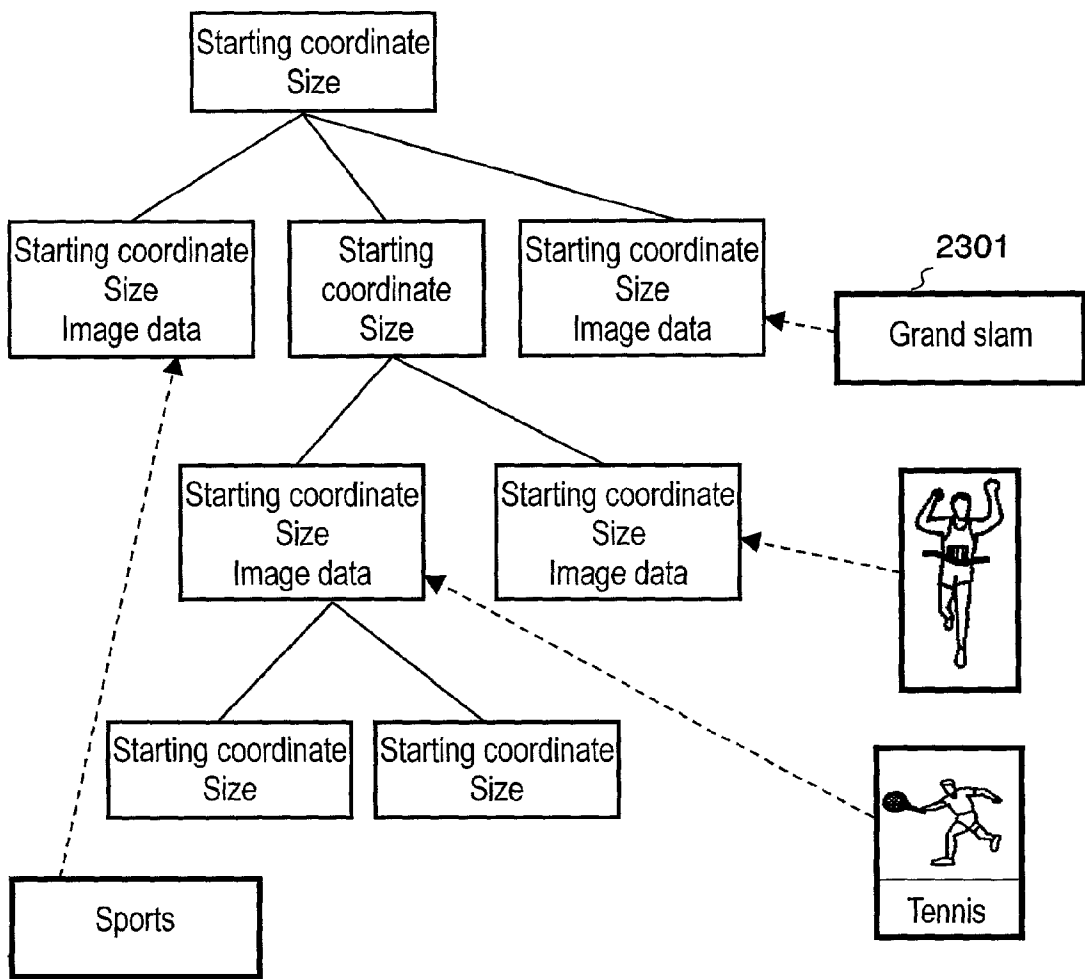 Starting coordinate
Size
Starting coordinate
Size
Image data
Starting
coordinate
Size
Starting coordinate
Size
Image data
2301
Grand slam
Starting coordinate
Size
Image data
Starting coordinate
Size
Image data
Starting coordinate
Size
Starting coordinate
Size
Sports
Tennis